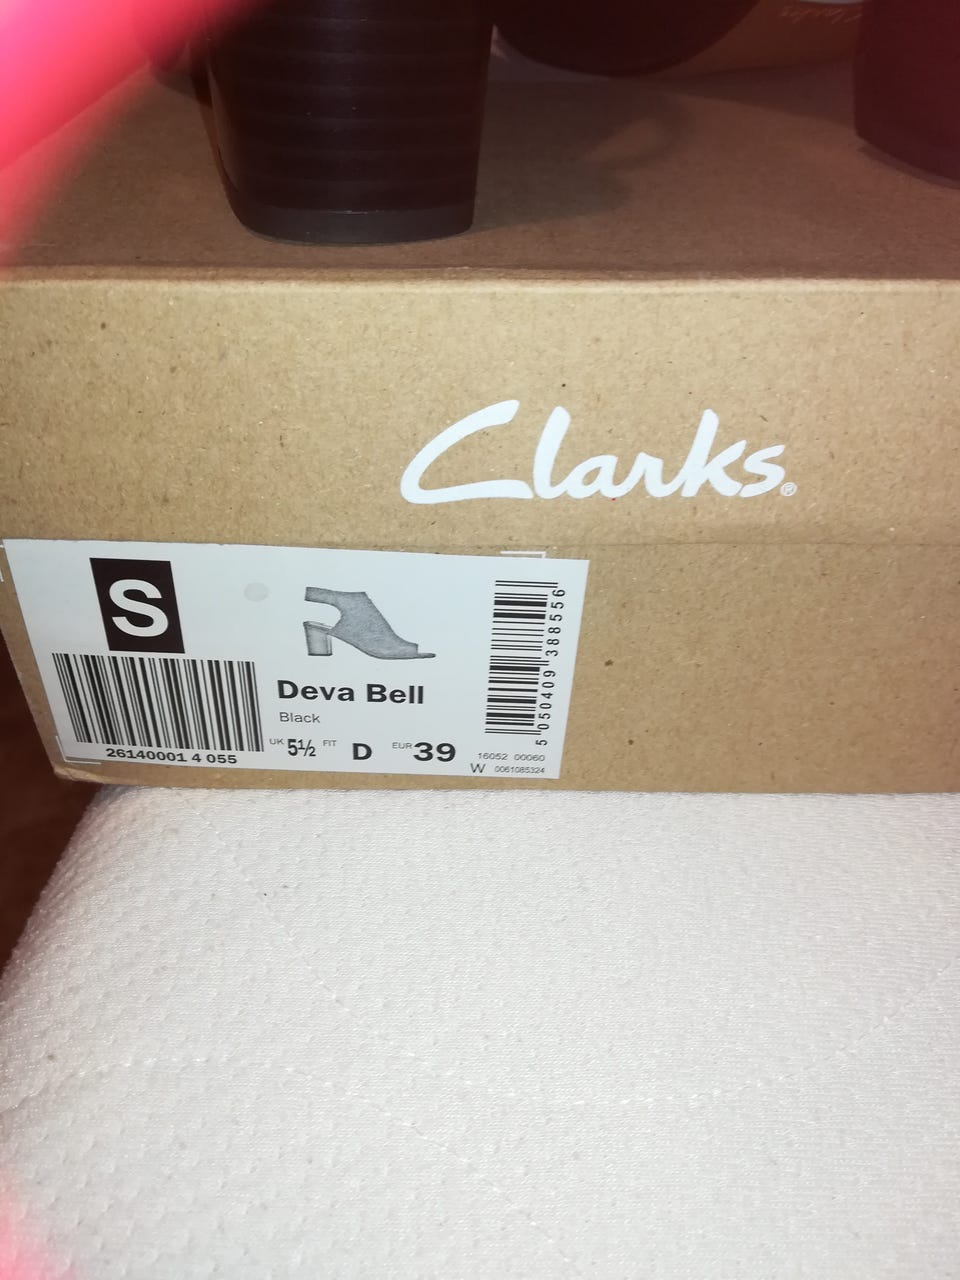 Clarks
Clarks®
S
Deva Bell
Black
UK 5½ FIT D EUR 39
26140001 4 055
5 050409 388556
16052 00060
W 0061085324